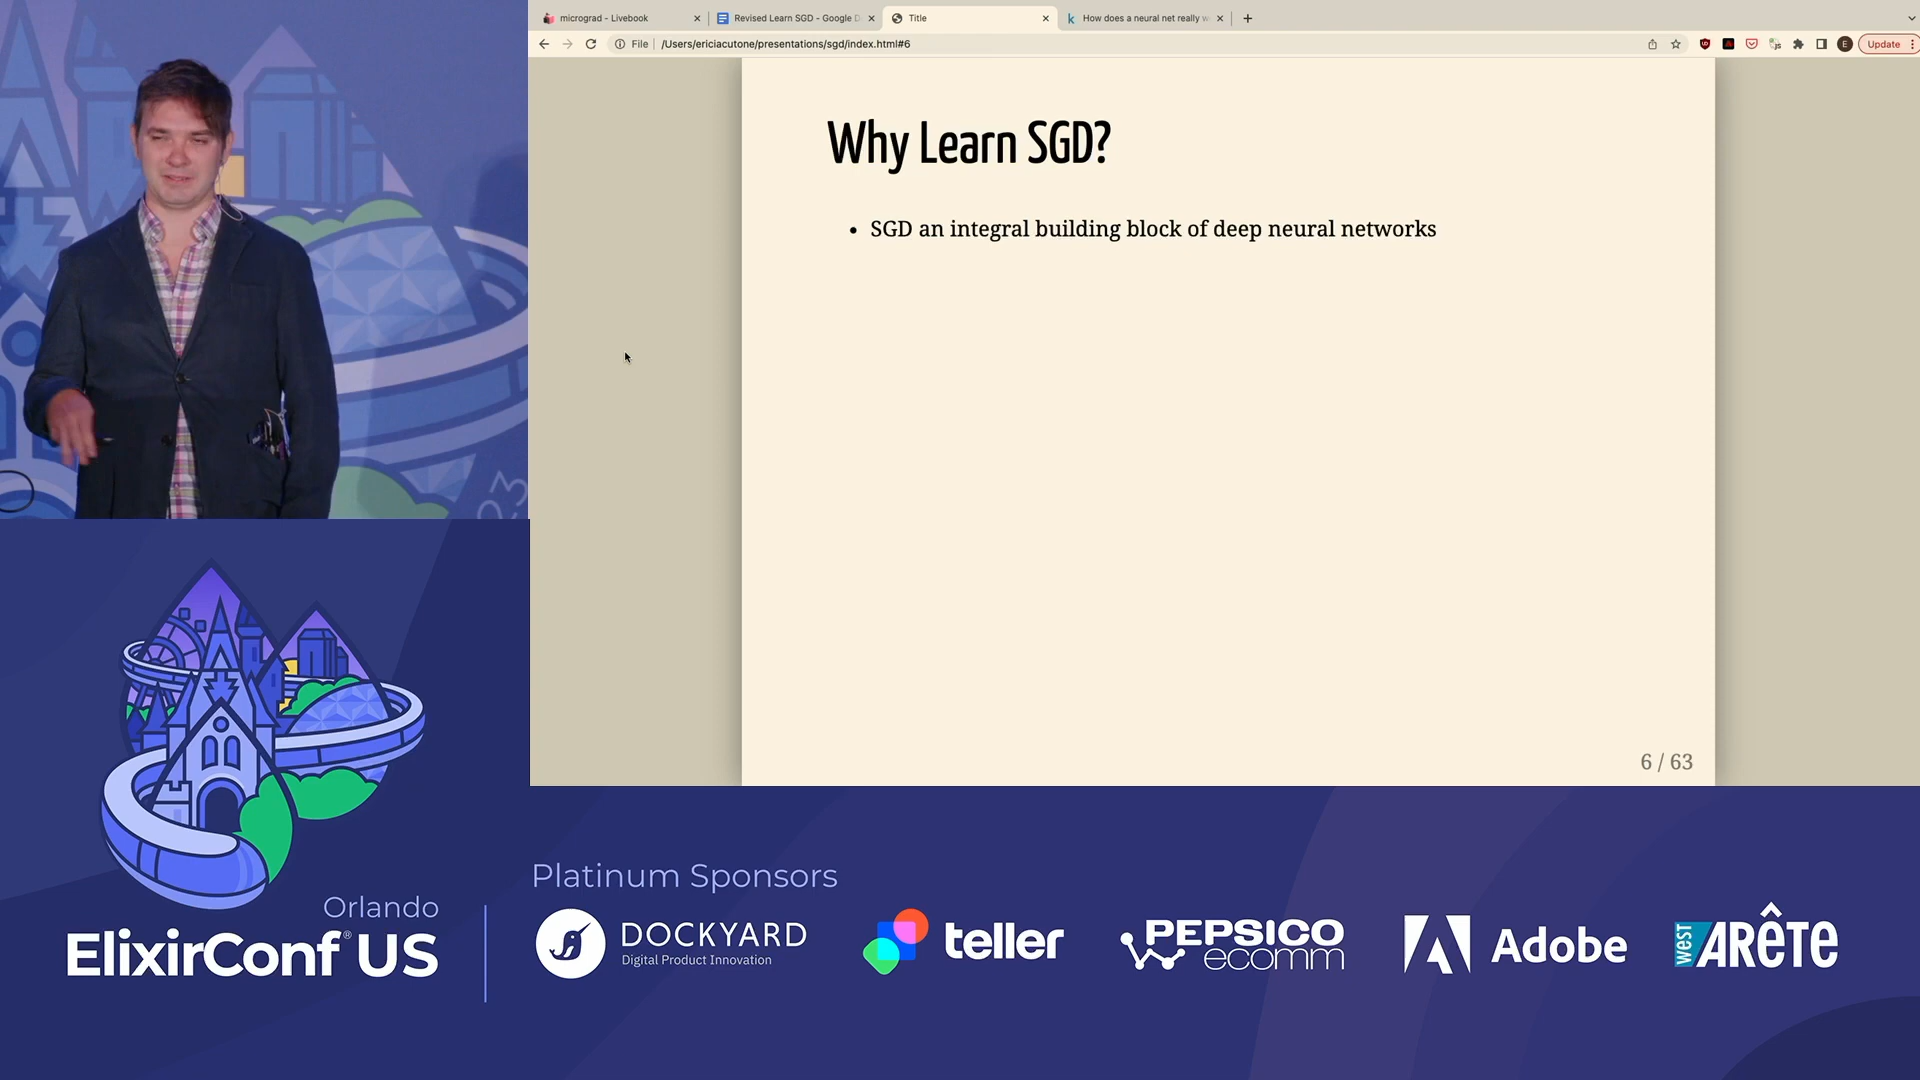 micrograd - Livebook
Revised Learn SGD - Google D
Title
How does a neural net really w
File
/Users/ericiacutone/presentations/sgd/index.html#6
E
Update
Why Learn SGD?
SGD an integral building block of deep neural networks
6 / 63
23
Orlando
ElixirConf® US
Platinum Sponsors
DOCKYARD
Digital Product Innovation
teller
PEPSICO
ecomm
Adobe
west
ARÊTE